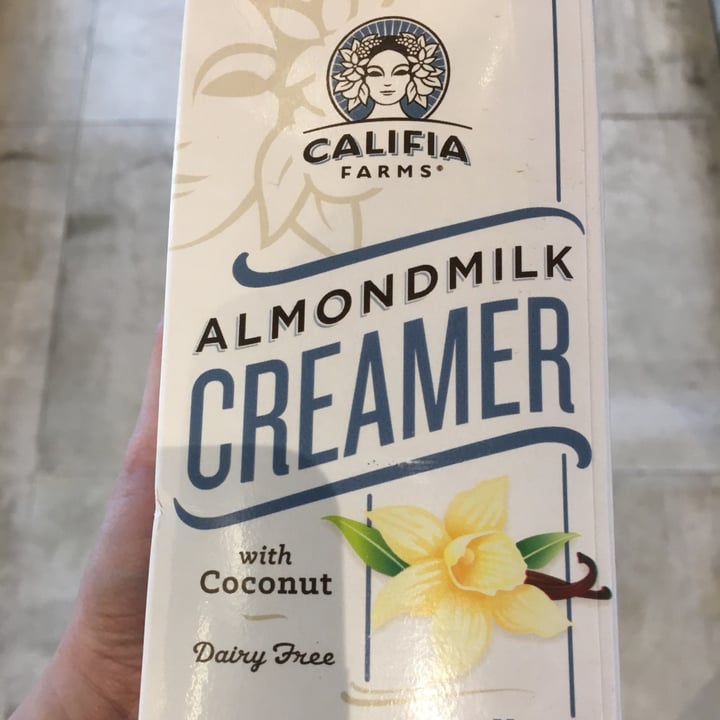 CALIFIA
FARMS®
ALMONDMILK
CREAMER
with
Coconut
Dairy Free